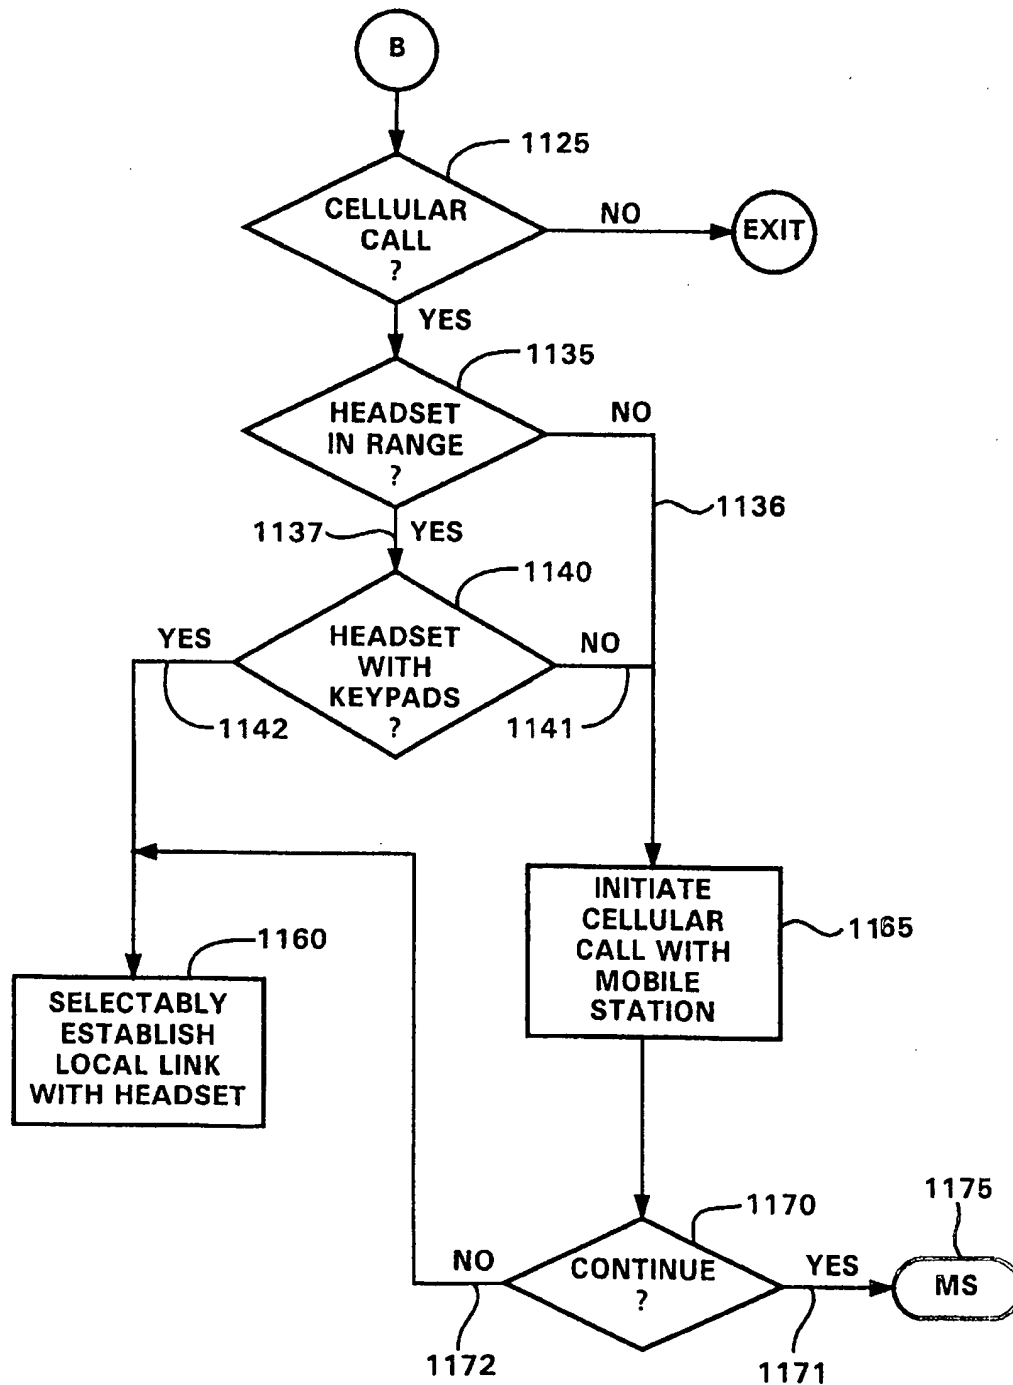 B
1125
CELLULAR
CALL
?
NO
EXIT
YES
1135
HEADSET
IN RANGE
?
NO
1136
1137
YES
1140
YES
HEADSET
WITH
KEYPADS
?
NO
1142
1141
INITIATE
CELLULAR
CALL WITH
MOBILE
STATION
1165
1160
SELECTABLY
ESTABLISH
LOCAL LINK
WITH HEADSET
1170
1175
NO
CONTINUE
?
YES
MS
1172
1171